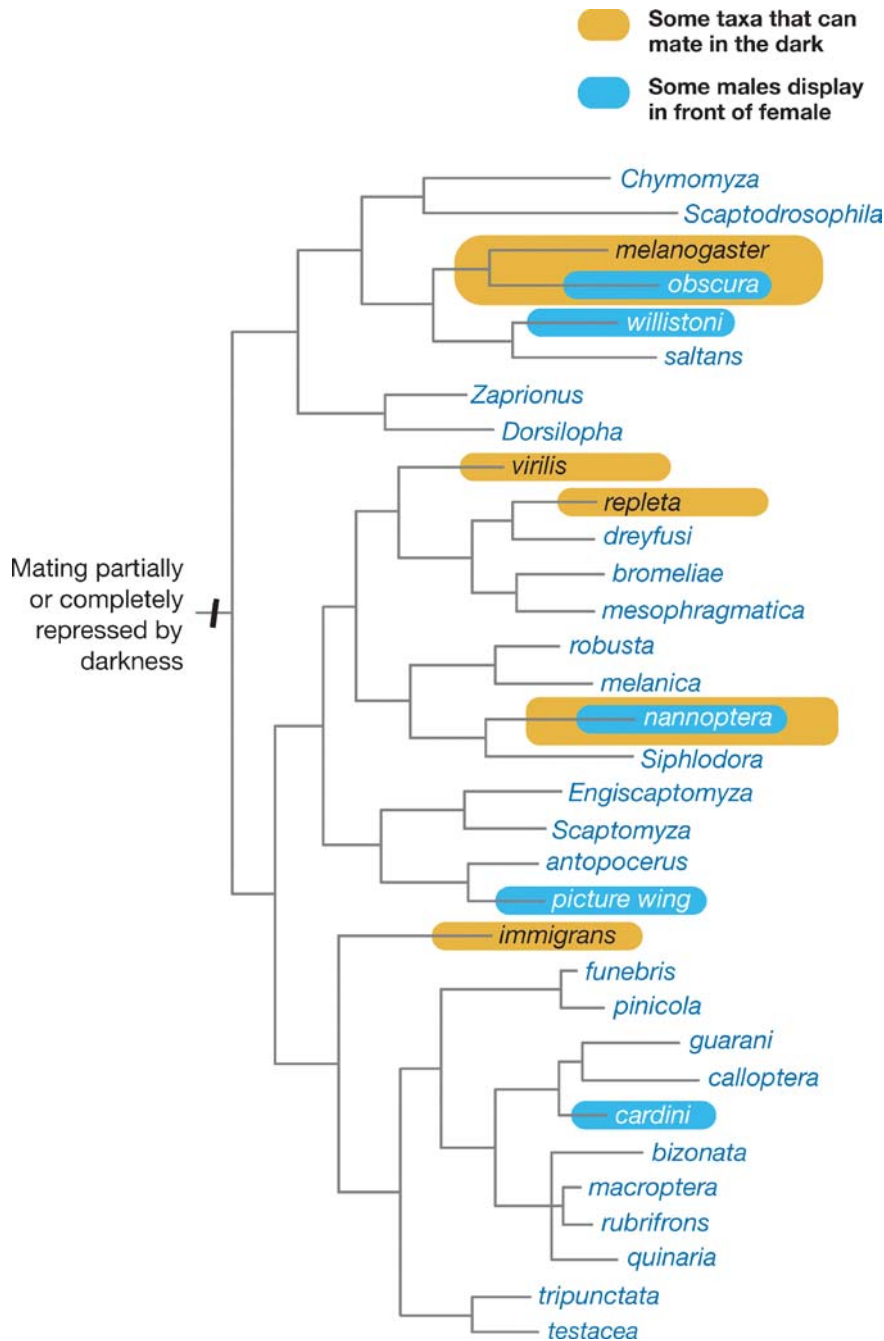 Some taxa that can
mate in the dark
Some males display
in front of female
Chymomyza
Scaptodrosophila
melanogaster
obscura
willistoni
saltans
Zaprionus
Dorsilopha
virilis
repleta
dreyfusi
bromeliae
mesophragmatica
Mating partially
or completely
repressed by
darkness
robusta
melanica
nannoptera
Siphlodora
Engiscaptomyza
Scaptomyza
antopocerus
picture wing
immigrans
funebris
pinicola
guarani
calloptera
cardini
bizonata
macroptera
rubrifrons
quinaria
tripunctata
testacea